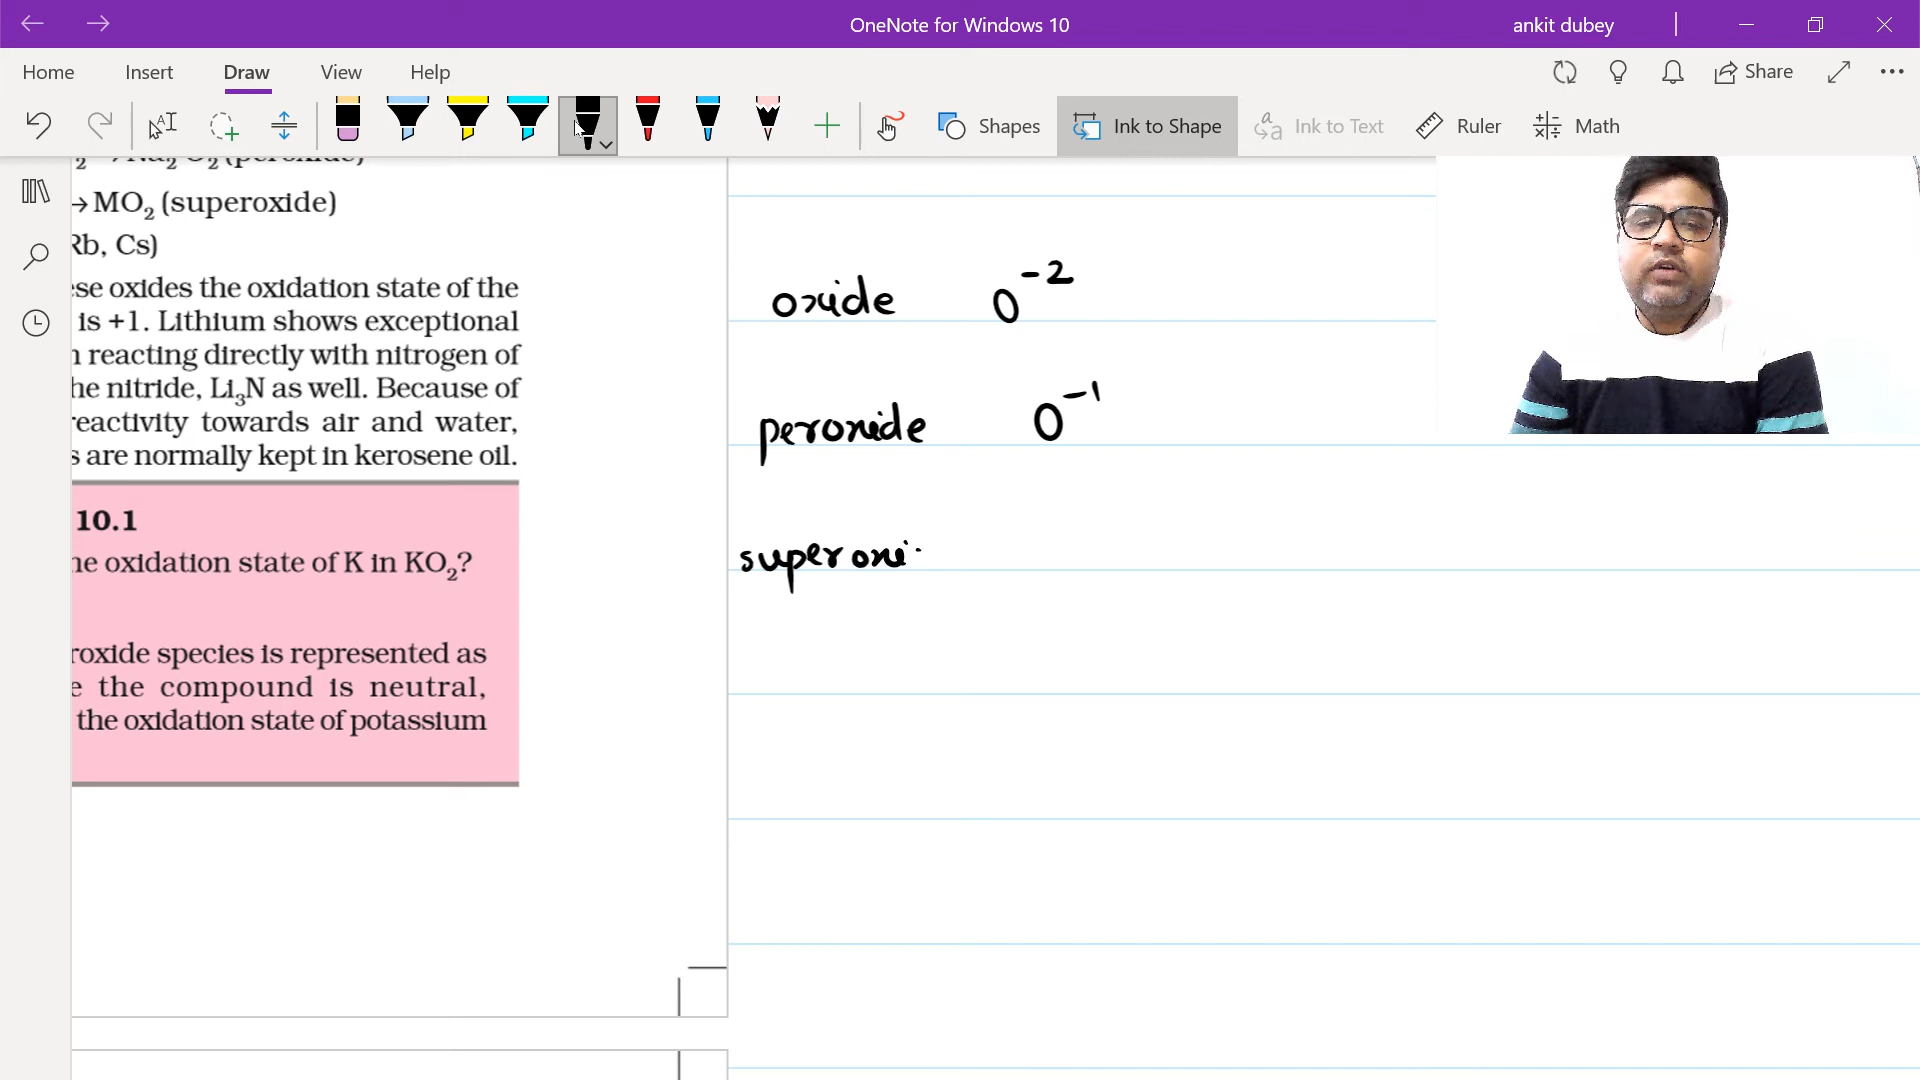 OneNote for Windows 10
ankit dubey
Home Insert Draw View Help
Share
Shapes
Ink to Shape
Ink to Text
Ruler
Math
→ MO₂ (superoxide)
Rb, Cs)
ese oxides the oxidation state of the
is +1. Lithium shows exceptional
n reacting directly with nitrogen of
he nitride, Li₃N as well. Because of
reactivity towards air and water,
s are normally kept in kerosene oil.
10.1
he oxidation state of K in KO₂?
roxide species is represented as
e the compound is neutral,
the oxidation state of potassium
oxide O⁻²
peroxide O⁻¹
superoxi